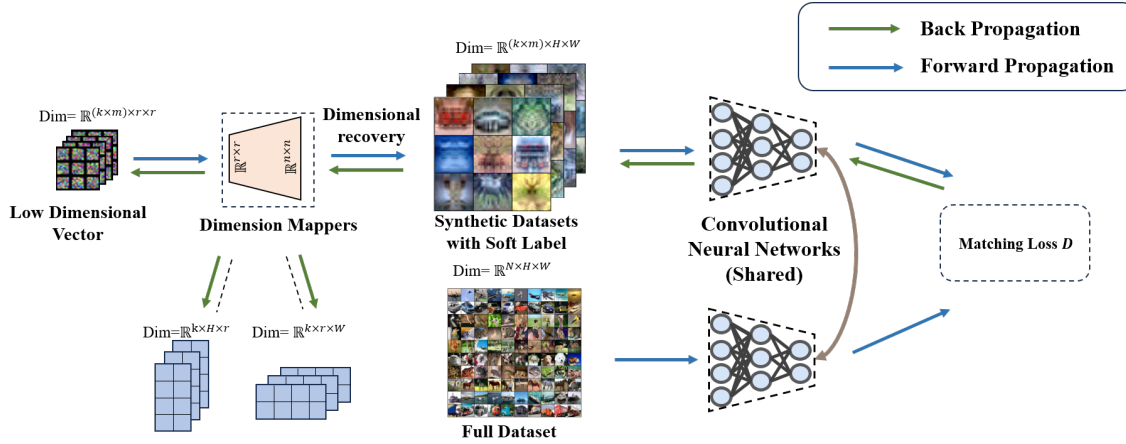 Back Propagation
Forward Propagation
Dim= ℝ^{(k×m)×H×W}
Dim= ℝ^{(k×m)×r×r}
Dimensional
recovery
ℝ^{r×r}
ℝ^{n×n}
Low Dimensional
Vector
Dimension Mappers
Synthetic Datasets
with Soft Label
Convolutional
Neural Networks
(Shared)
Matching Loss D
Dim= ℝ^{N×H×W}
Dim=ℝ^{k×H×r}
Dim= ℝ^{k×r×W}
Full Dataset